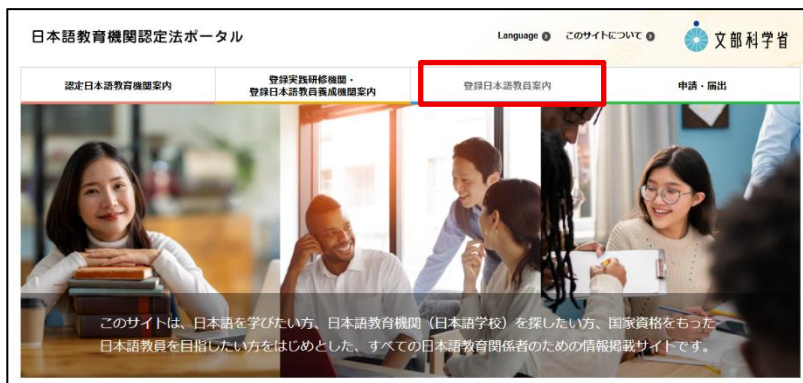 日本語教育機関認定法ポータル
Language
このサイトについて
文部科学省
認定日本語教育機関案内
登録実践研修機関・
登録日本語教員養成機関案内
登録日本語教員案内
申請・届出
このサイトは、日本語を学びたい方、日本語教育機関（日本語学校）を探したい方、国家資格をもった
日本語教員を目指したい方をはじめとした、すべての日本語教育関係者のための情報掲載サイトです。